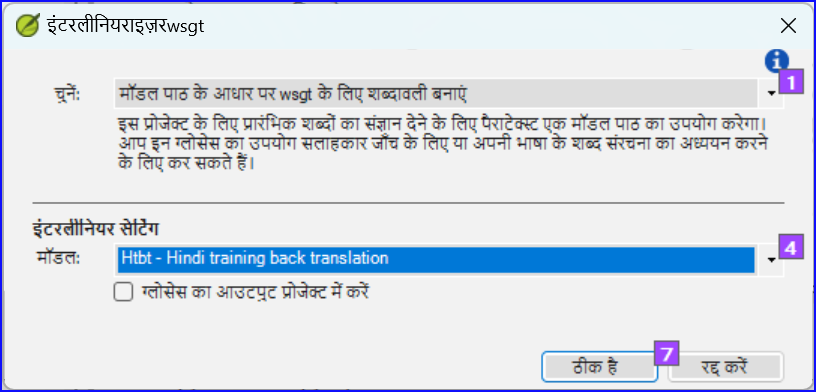 इंटरलीनियराइज़रwsgt
1
चुनें: मॉडल पाठ के आधार पर wsgt के लिए शब्दावली बनाएं
इस प्रोजेक्ट के लिए प्रारंभिक शब्दों का संज्ञान देने के लिए पैराटेक्स्ट एक मॉडल पाठ का उपयोग करेगा।
आप इन ग्लोसेस का उपयोग सलाहकार जाँच के लिए या अपनी भाषा के शब्द संरचना का अध्ययन करने
के लिए कर सकते हैं।
इंटरलीनियर सेटिंग
4
मॉडल: Htbt - Hindi training back translation
ग्लोसेस का आउटपुट प्रोजेक्ट में करें
7
ठीक है रद्द करें